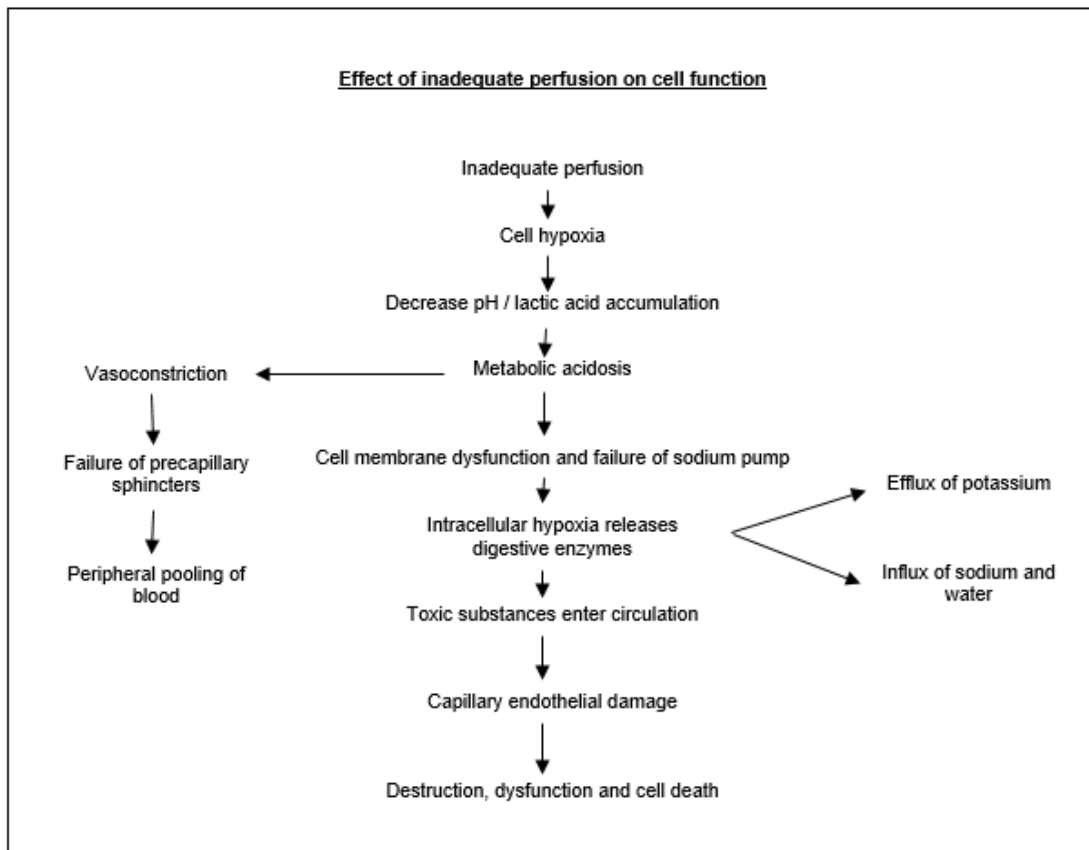 Effect of inadequate perfusion on cell function
Inadequate perfusion
Cell hypoxia
Decrease pH / lactic acid accumulation
Metabolic acidosis
Vasoconstriction
Failure of precapillary
sphincters
Peripheral pooling of
blood
Cell membrane dysfunction and failure of sodium pump
Intracellular hypoxia releases
digestive enzymes
Efflux of potassium
Influx of sodium and
water
Toxic substances enter circulation
Capillary endothelial damage
Destruction, dysfunction and cell death